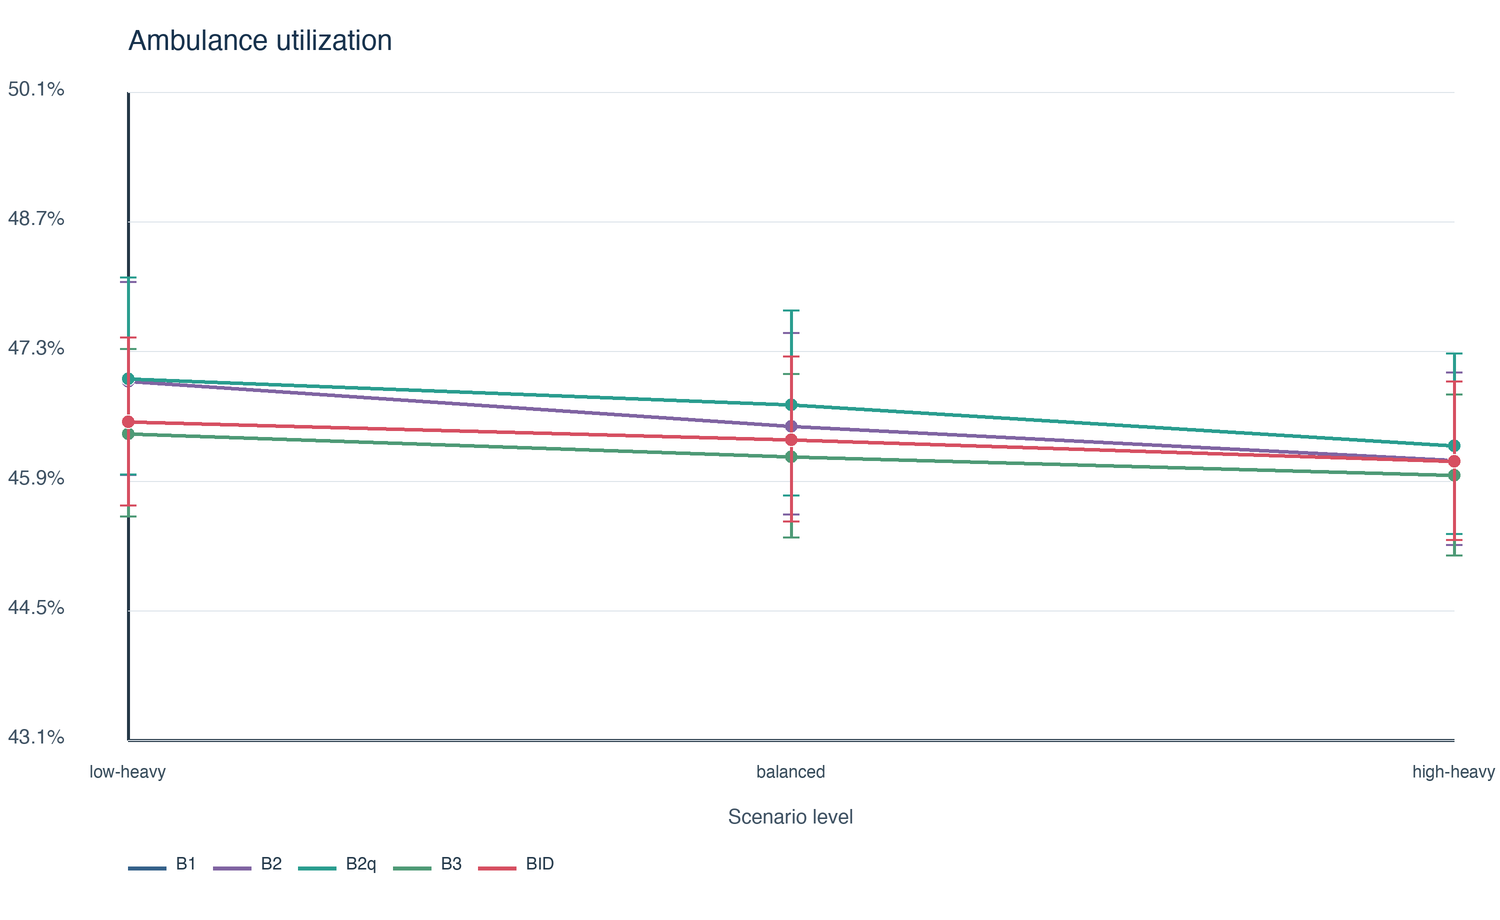 Ambulance utilization
50.1%
48.7%
47.3%
45.9%
44.5%
43.1%
low-heavy balanced high-heavy
Scenario level
B1 B2 B2q B3 BID